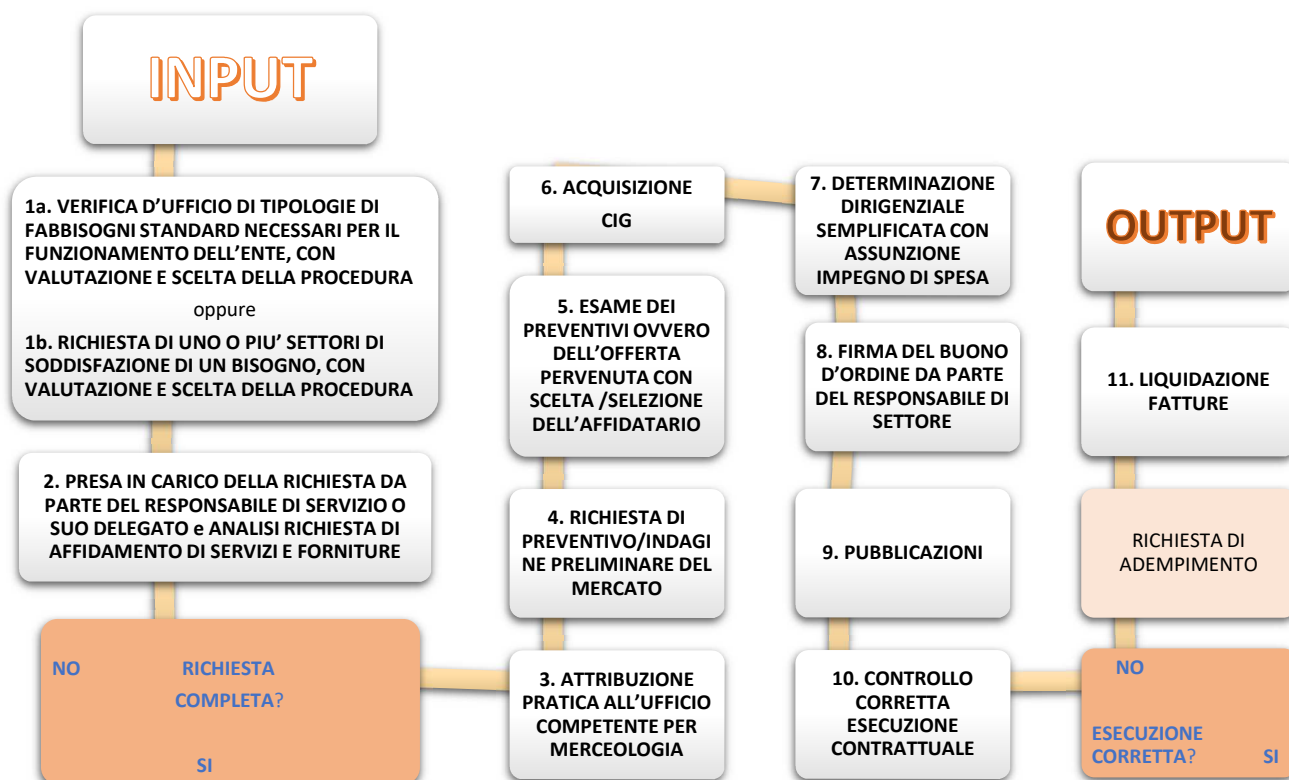 INPUT
1a. VERIFICA D’UFFICIO DI TIPOLOGIE DI
FABBISOGNI STANDARD NECESSARI PER IL
FUNZIONAMENTO DELL’ENTE, CON
VALUTAZIONE E SCELTA DELLA PROCEDURA
oppure
1b. RICHIESTA DI UNO O PIU’ SETTORI DI
SODDISFAZIONE DI UN BISOGNO, CON
VALUTAZIONE E SCELTA DELLA PROCEDURA
2. PRESA IN CARICO DELLA RICHIESTA DA
PARTE DEL RESPONSABILE DI SERVIZIO O
SUO DELEGATO e ANALISI RICHIESTA DI
AFFIDAMENTO DI SERVIZI E FORNITURE
NO RICHIESTA
COMPLETA?
SI
3. ATTRIBUZIONE
PRATICA ALL’UFFICIO
COMPETENTE PER
MERCEOLOGIA
4. RICHIESTA DI
PREVENTIVO/INDAGI
NE PRELIMINARE DEL
MERCATO
5. ESAME DEI
PREVENTIVI OVVERO
DELL’OFFERTA
PERVENUTA CON
SCELTA /SELEZIONE
DELL’AFFIDATARIO
6. ACQUISIZIONE
CIG
7. DETERMINAZIONE
DIRIGENZIALE
SEMPLIFICATA CON
ASSUNZIONE
IMPEGNO DI SPESA
8. FIRMA DEL BUONO
D’ORDINE DA PARTE
DEL RESPONSABILE DI
SETTORE
9. PUBBLICAZIONI
10. CONTROLLO
CORRETTA
ESECUZIONE
CONTRATTUALE
NO
ESECUZIONE
CORRETTA? SI
RICHIESTA DI
ADEMPIMENTO
11. LIQUIDAZIONE
FATTURE
OUTPUT